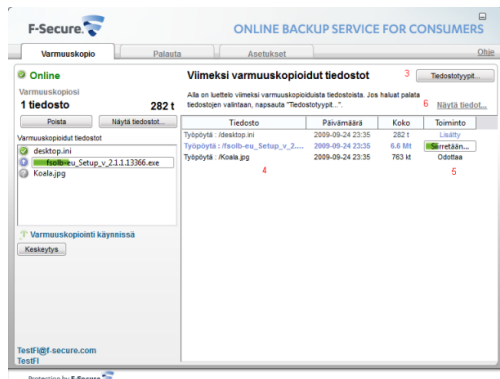 F-Secure.
ONLINE BACKUP SERVICE FOR CONSUMERS
Varmuuskopio
Palauta
Asetukset
Ohje
Online
Varmuuskopiosi
1 tiedosto 282 t
Poista
Näytä tiedostot...
Varmuuskopioidut tiedostot
desktop.ini
fsolb-eu_Setup_v_2.1.1.13366.exe
Koala.jpg
Varmuuskopiointi käynnissä
Keskeytys
TestFI@f-secure.com
TestFI
Viimeksi varmuuskopioidut tiedostot
3
Tiedostotyypit...
Alla on luettelo viimeksi varmuuskopioiduista tiedostoista. Jos haluat palata
tiedostojen valintaan, napsauta "Tiedostotyypit...".
6
Näytä tiedot...
Tiedosto Päivämäärä Koko Toiminto
Työpöytä : /desktop.ini 2009-09-24 23:35 282 t Lisätty
Työpöytä : /fsolb-eu_Setup_v_2.... 2009-09-24 23:35 6.6 Mt Siirretään...
Työpöytä : /Koala.jpg 2009-09-24 23:35 763 kt Odottaa
4
5
Protection by F-Secure